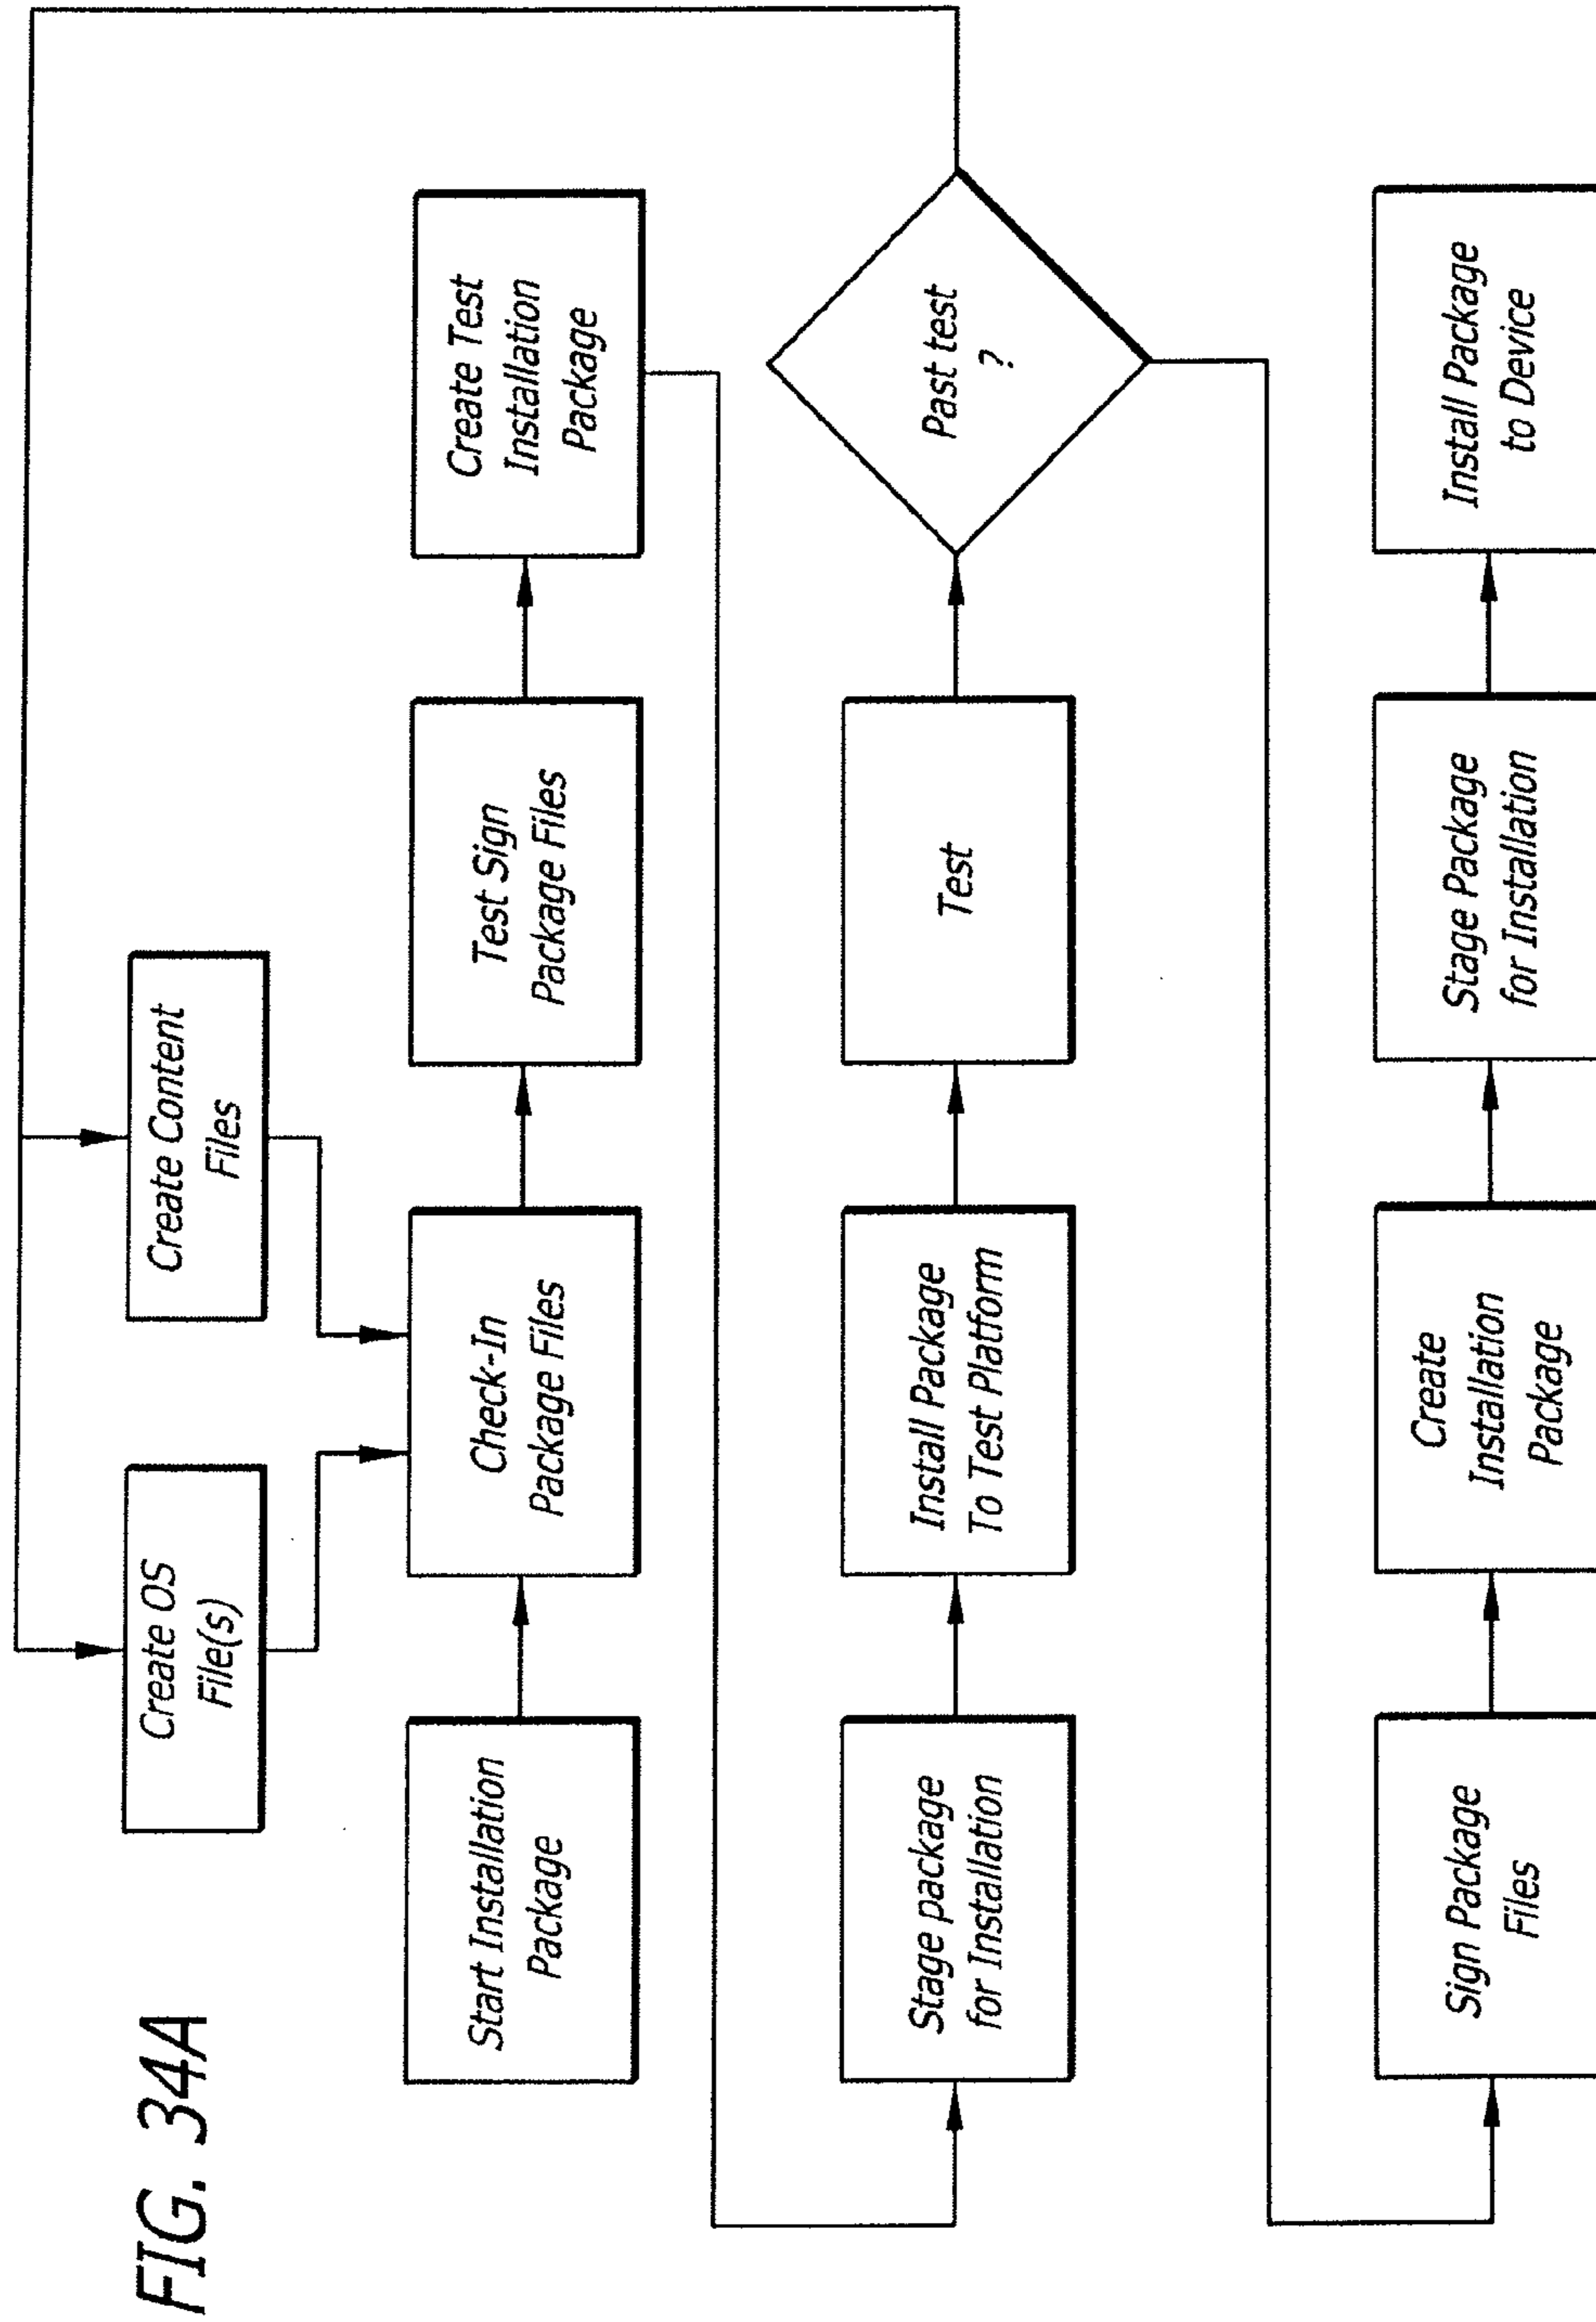 FIG. 34A
Create OS
File(s)
Create Content
Files
Start Installation
Package
Check-In
Package Files
Test Sign
Package Files
Create Test
Installation
Package
Stage package
for Installation
Install Package
To Test Platform
Test
Past test
?
Sign Package
Files
Create
Installation
Package
Stage Package
for Installation
Install Package
to Device